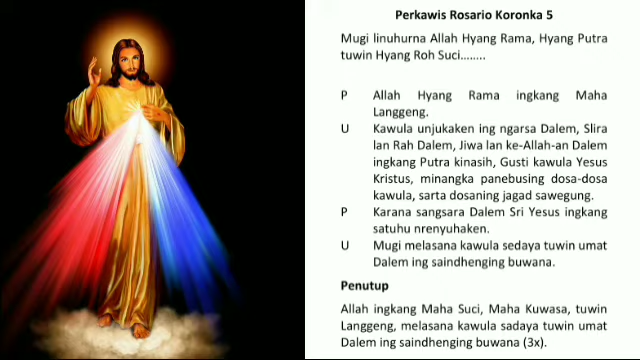 Perkawis Rosario Koronka 5
Mugi linuhurna Allah Hyang Rama, Hyang Putra
tuwin Hyang Roh Suci........
P Allah Hyang Rama ingkang Maha
Langgeng.
U Kawula unjukaken ing ngarsa Dalem, Slira
lan Rah Dalem, Jiwa lan ke-Allah-an Dalem
ingkang Putra kinasih, Gusti kawula Yesus
Kristus, minangka panebusing dosa-dosa
kawula, sarta dosaning jagad sawegung.
P Karana sangsara Dalem Sri Yesus ingkang
satuhu nrenyuhaken.
U Mugi melasana kawula sedaya tuwin umat
Dalem ing saindhenging buwana.
Penutup
Allah ingkang Maha Suci, Maha Kuwasa, tuwin
Langgeng, melasana kawula sadaya tuwin umat
Dalem ing saindhenging buwana (3x).